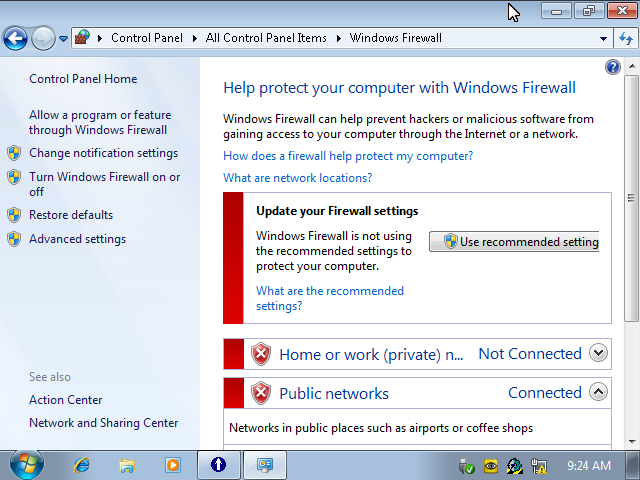 Control Panel
All Control Panel Items
Windows Firewall
Control Panel Home
Allow a program or feature
through Windows Firewall
Change notification settings
Turn Windows Firewall on or
off
Restore defaults
Advanced settings
See also
Action Center
Network and Sharing Center
Help protect your computer with Windows Firewall
Windows Firewall can help prevent hackers or malicious software from
gaining access to your computer through the Internet or a network.
How does a firewall help protect my computer?
What are network locations?
Update your Firewall settings
Windows Firewall is not using
the recommended settings to
protect your computer.
Use recommended setting
What are the recommended
settings?
Home or work (private) n... Not Connected
Public networks Connected
Networks in public places such as airports or coffee shops
9:24 AM